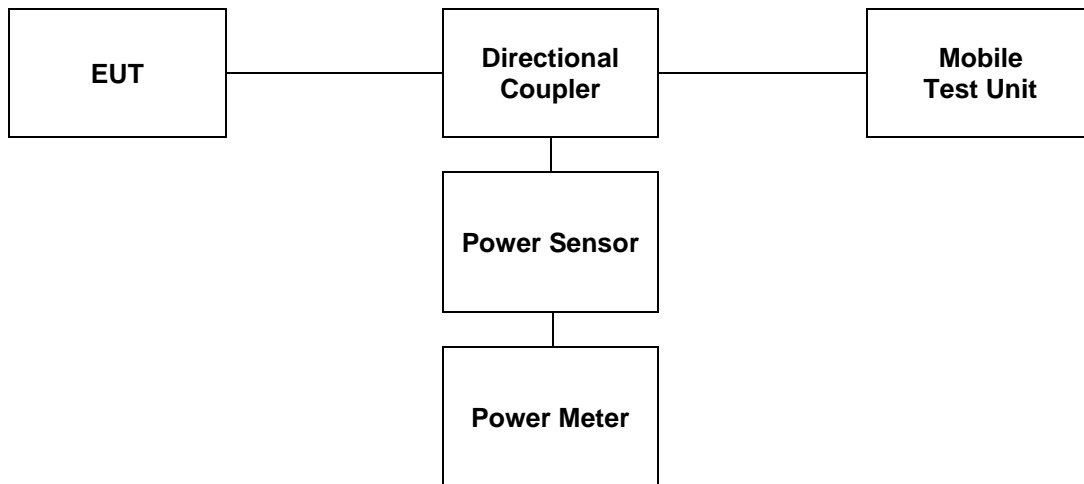 EUT
Directional
Coupler
Mobile
Test Unit
Power Sensor
Power Meter